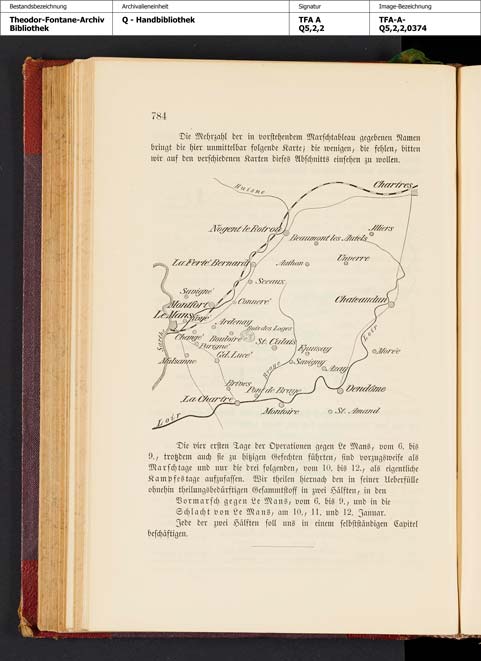 Bestandsbezeichnung
Archivalieneinheit
Signatur
Image-Bezeichnung
Theodor-Fontane-Archiv
Bibliothek
Q - Handbibliothek
TFA A
Q5,2,2
TFA-A-
Q5,2,2,0374
784
Die Mehrzahl der in vorstehendem Marschtableau gegebenen Namen
bringt die hier unmittelbar folgende Karte; die wenigen, die fehlen, bitten
wir auf den verschiedenen Karten dieses Abschnitts einsehen zu wollen.
Huisne
Chartres
Nogent le Rotrou
Illiers
Beaumont les Autels
La Ferté Bernard
Authon
Unverre
Sceaux
Savigné
Montfort
Conneré
Chateaudun
Le Mans
Ardenay
Loir
Sarthe
Changé
Bouloire
St. Calais
Parigné
Epuisay
Morée
Mulsanne
Gd. Lucé
Savigny
Braye
Azay
Brives
Pont de Braye
Vendôme
La Chartre
Montoire
St. Amand
Loir
Die vier ersten Tage der Operationen gegen Le Mans, vom 6. bis
9., trotzdem auch sie zu hitzigen Gefechten führten, sind vorzugsweise als
Marschtage und nur die drei folgenden, vom 10. bis 12., als eigentliche
Kampfestage aufzufassen. Wir theilen hiernach den in seiner Ueberfülle
ohnehin theilungsbedürftigen Gesammtstoff in zwei Hälften, in den
Vormarsch gegen Le Mans, vom 6. bis 9., und in die
Schlacht von Le Mans, am 10., 11. und 12. Januar.
Jede der zwei Hälften soll uns in einem selbstständigen Capitel
beschäftigen.